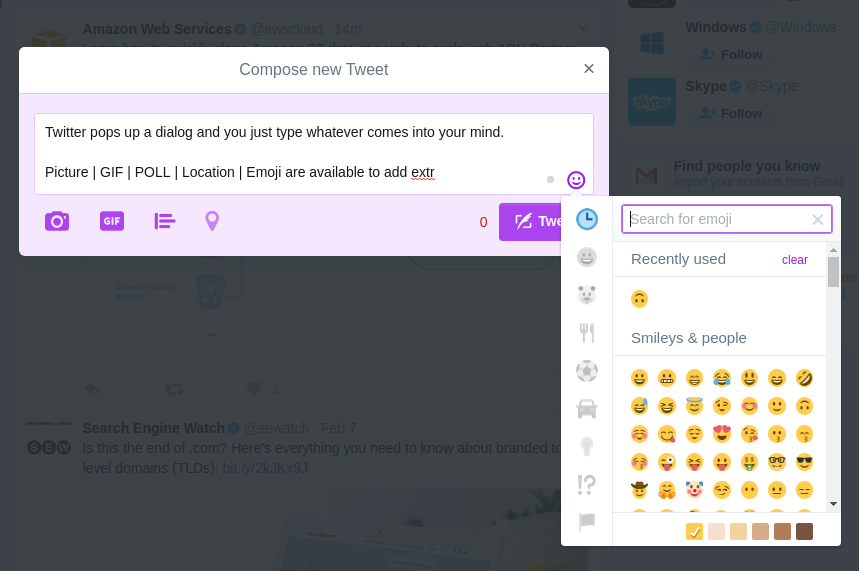 Amazon Web Services @awscloud · 14m
Windows @Windows
Follow
Skype @Skype
Follow
Find people you know
Import your contacts from Gmail
Compose new Tweet
Twitter pops up a dialog and you just type whatever comes into your mind.
Picture | GIF | POLL | Location | Emoji are available to add extr
GIF
0
Twe
Search for emoji
Recently used
clear
Smileys & people
3
Search Engine Watch @sewatch · Feb 7
SEW
Is this the end of .com? Here's everything you need to know about branded to
level domains (TLDs): bit.ly/2kJKx9J